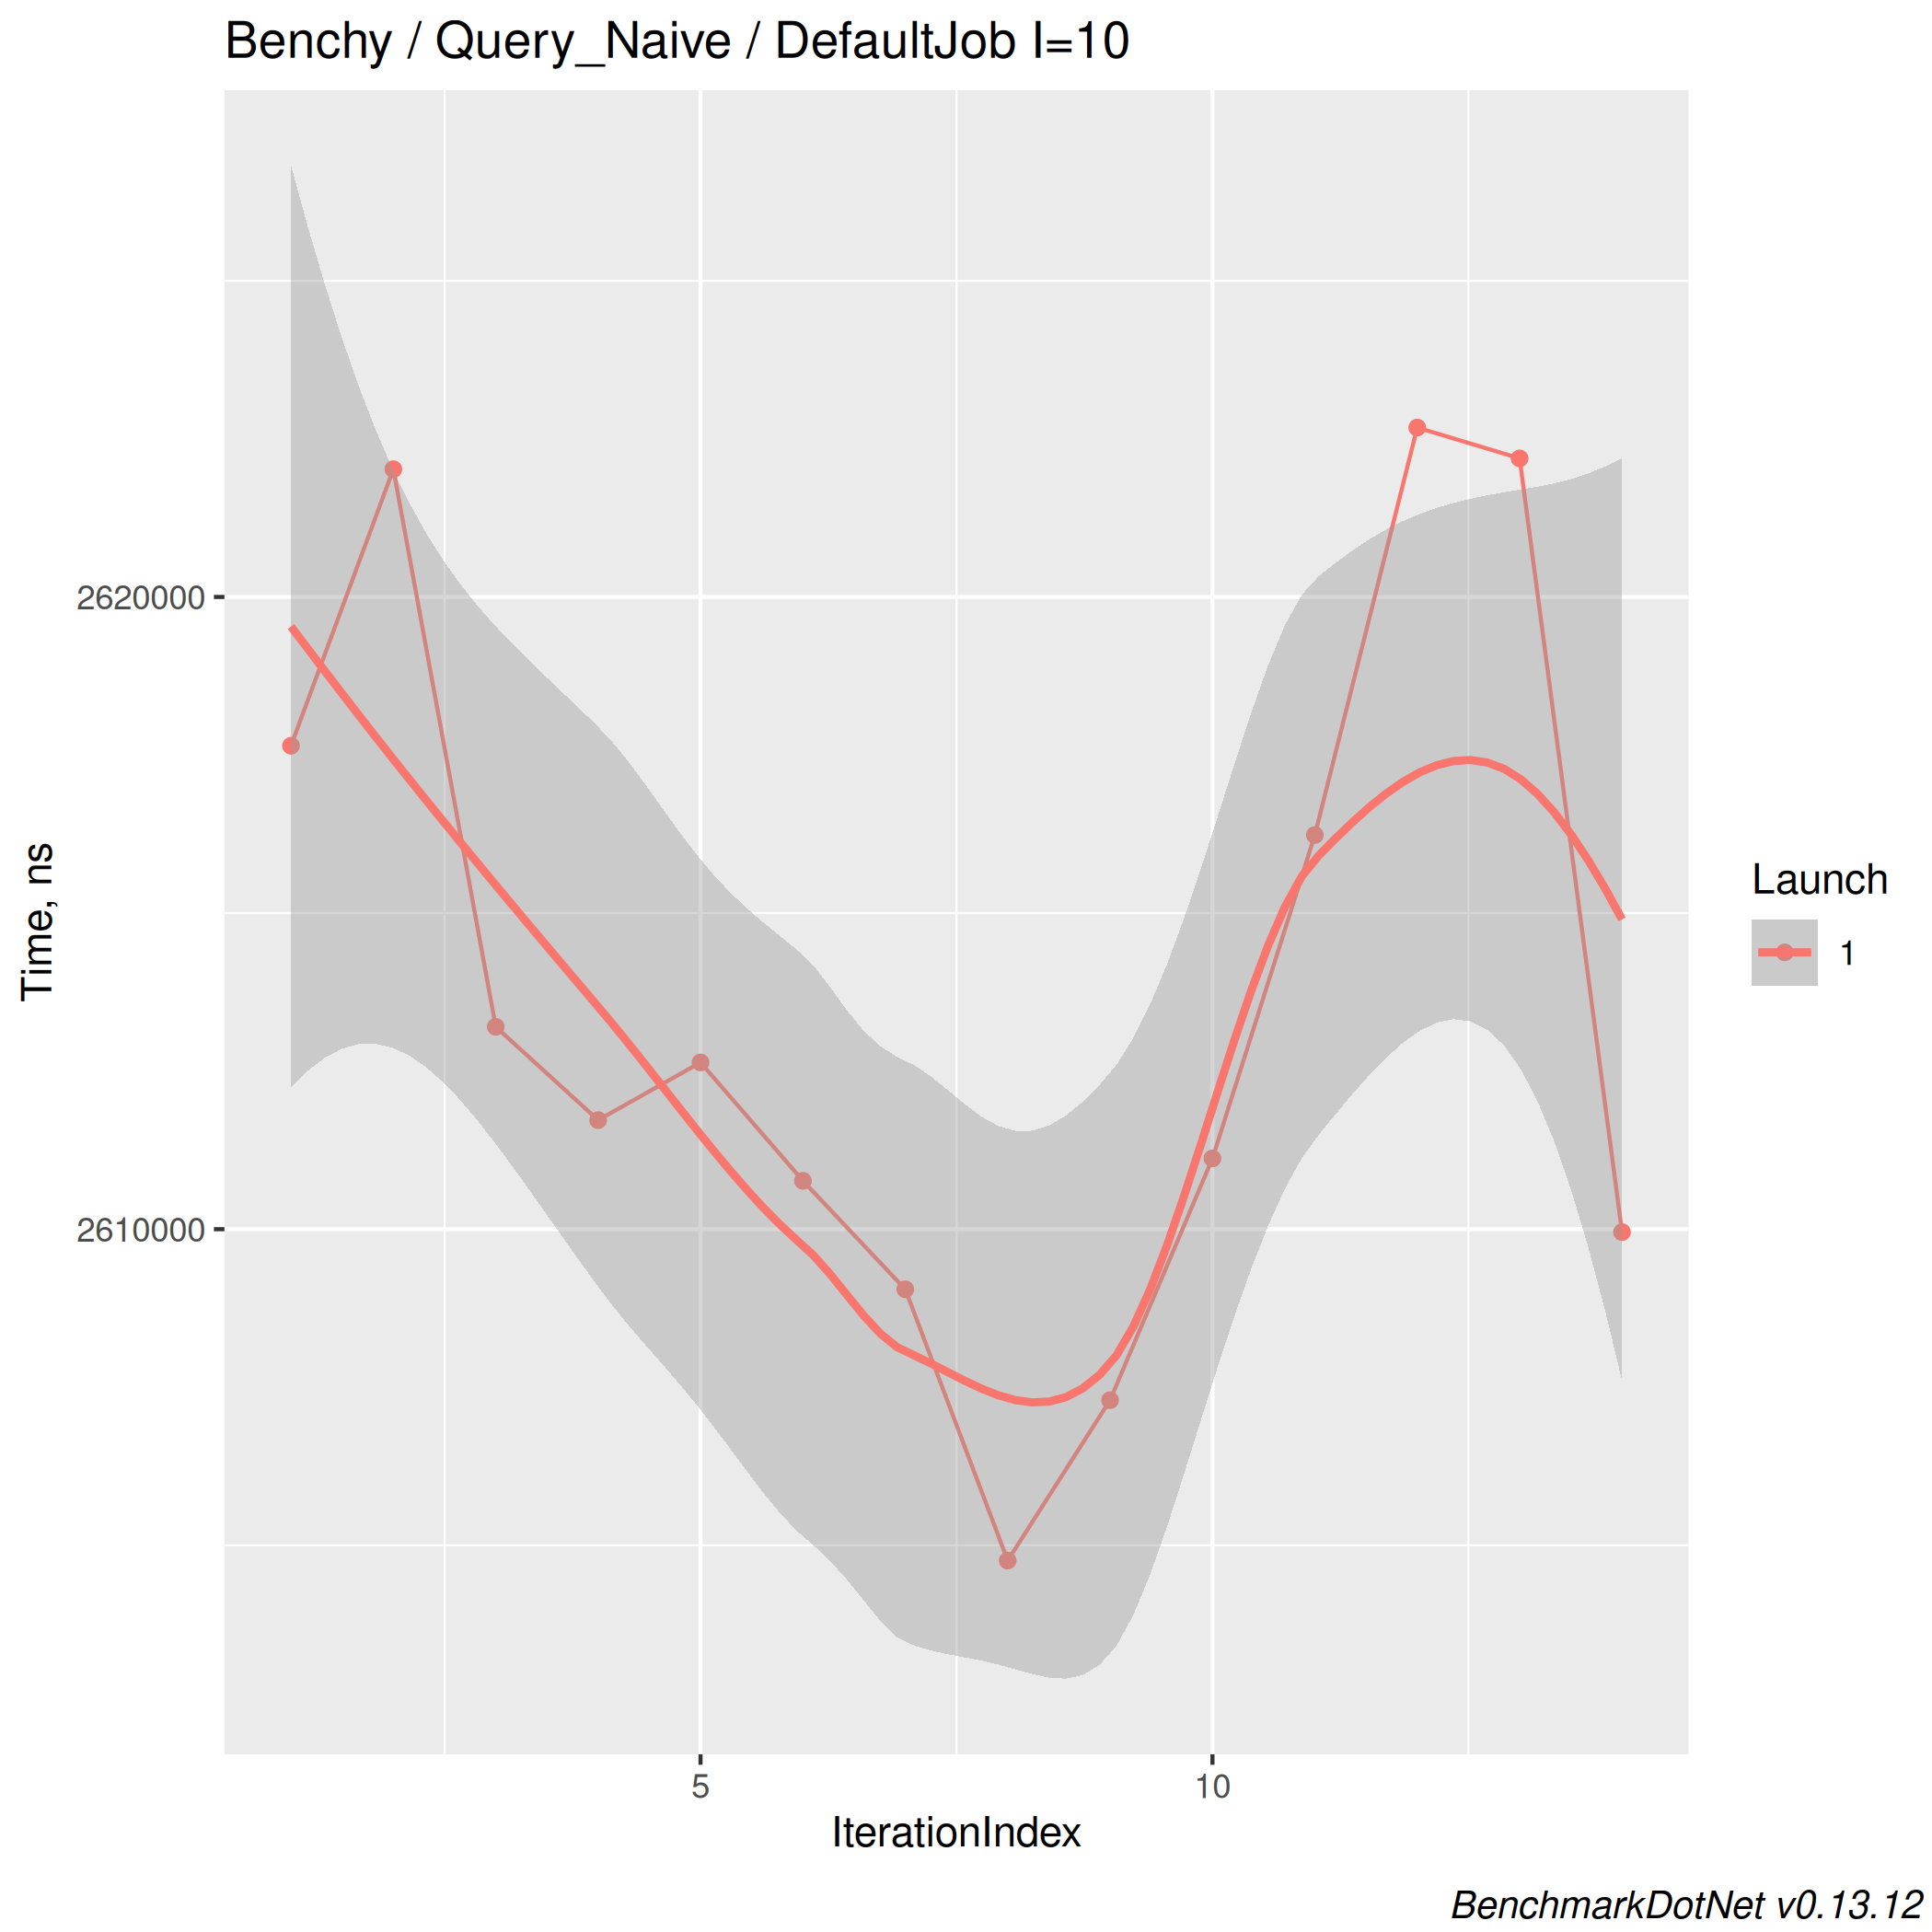 Benchy / Query_Naive / DefaultJob I=10
Time, ns
2620000
2610000
5
10
IterationIndex
Launch
1
BenchmarkDotNet v0.13.12